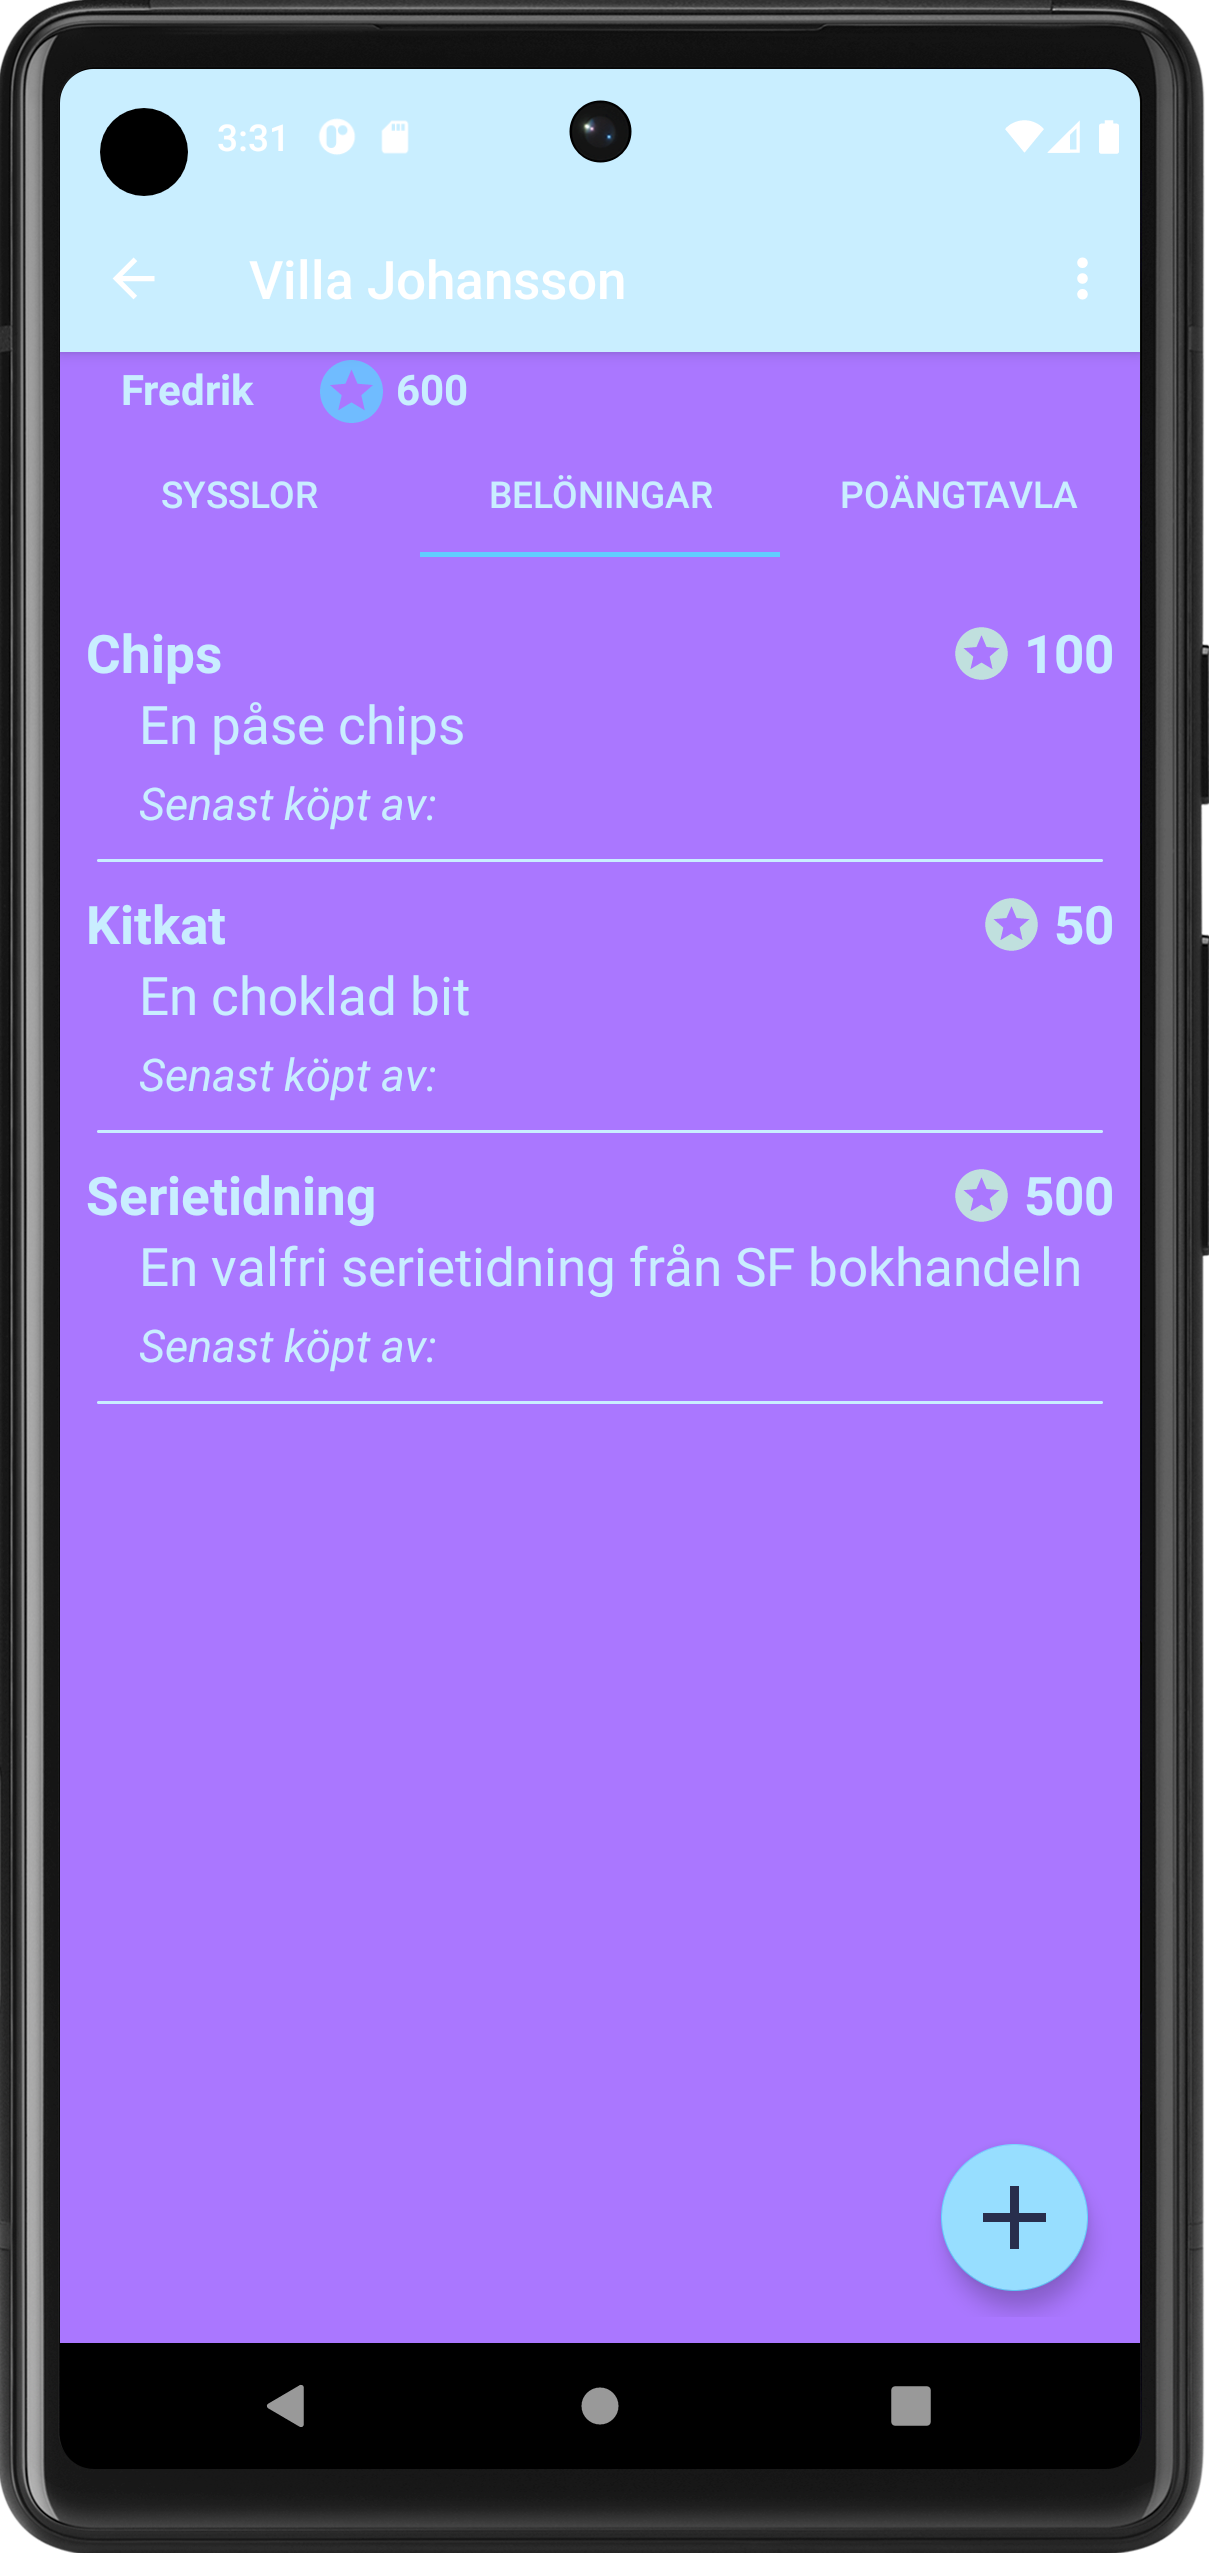 3:31
Villa Johansson
Fredrik 600
SYSSLOR BELÖNINGAR POÄNGTAVLA
Chips 100
En påse chips
Senast köpt av:
Kitkat 50
En choklad bit
Senast köpt av:
Serietidning 500
En valfri serietidning från SF bokhandeln
Senast köpt av: